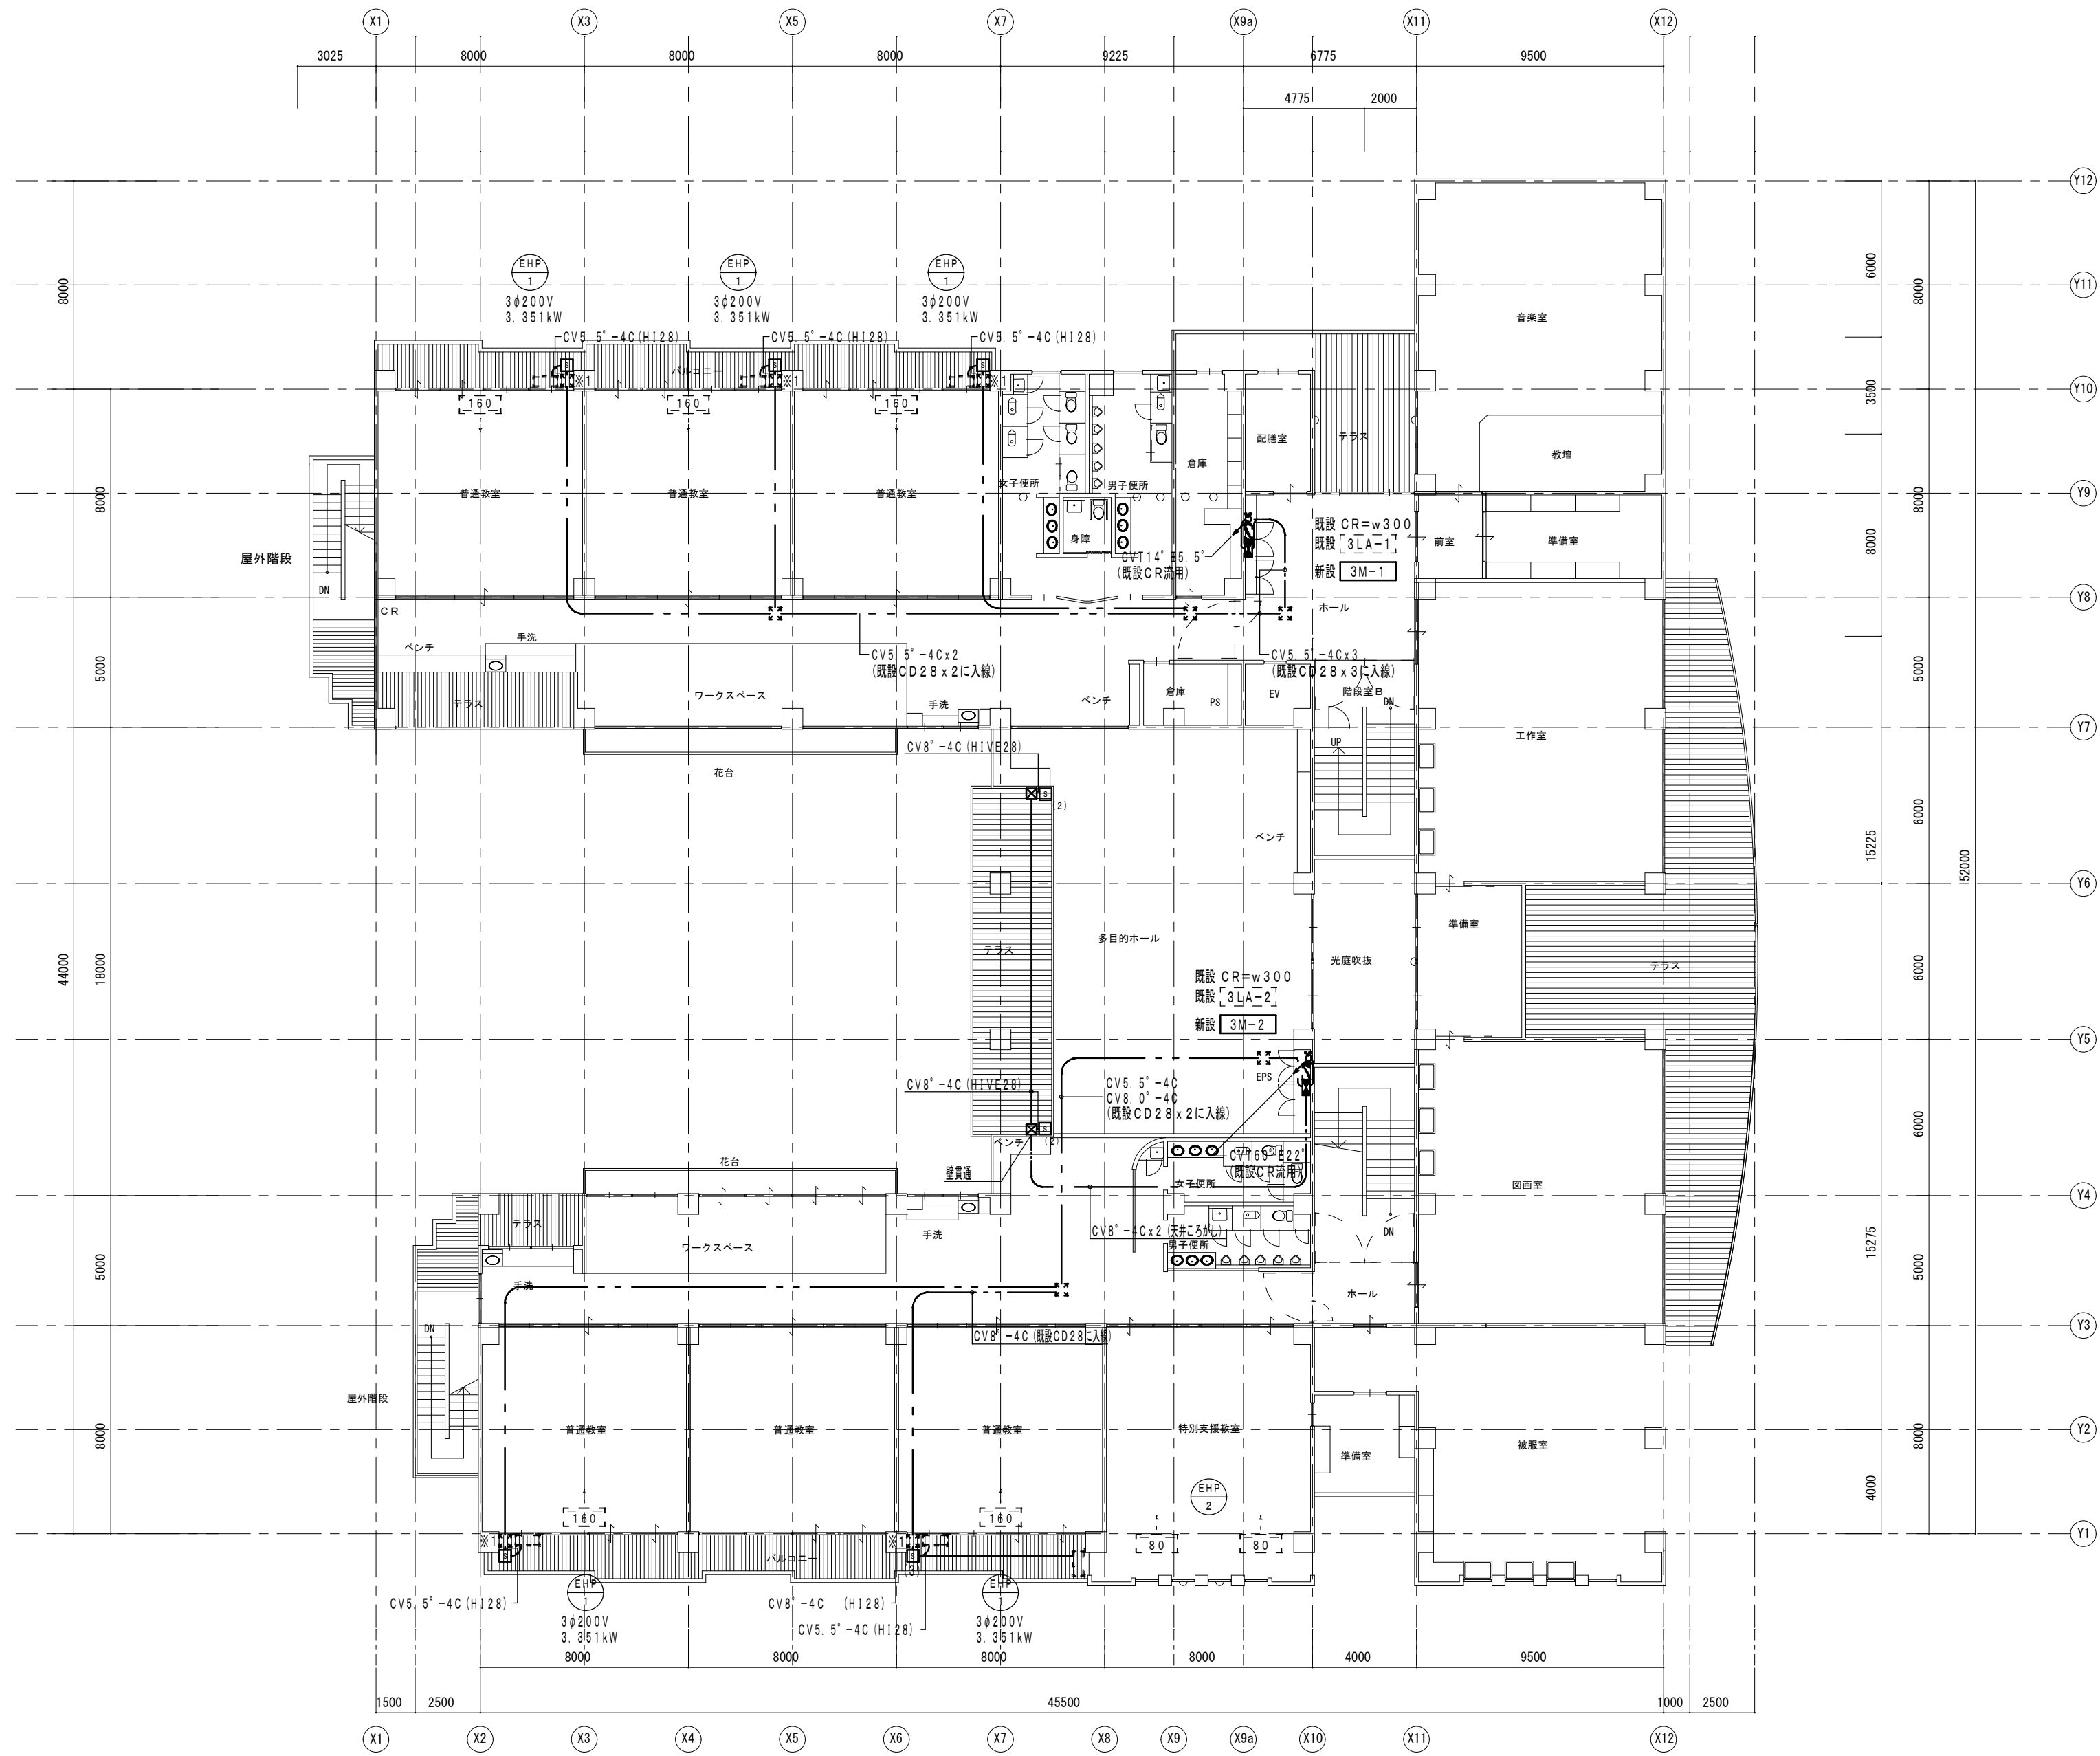 X1
X3
X5
X7
X9a
X11
X12
3025
8000
8000
8000
9225
6775
9500
4775
2000
Y12
Y11
Y10
Y9
Y8
Y7
Y6
Y5
Y4
Y3
Y2
Y1
8000
8000
5000
44000
18000
5000
8000
6000
8000
3500
8000
8000
5000
6000
15225
52000
6000
6000
15275
5000
8000
4000
EHP
1
3φ200V
3.351kW
EHP
1
3φ200V
3.351kW
EHP
1
3φ200V
3.351kW
CV5.5°-4C(HI28)
CV5.5°-4C(HI28)
CV5.5°-4C(HI28)
S
S
S
※1
※1
※1
バルコニー
160
160
160
音楽室
配膳室
テラス
教壇
倉庫
普通教室
普通教室
普通教室
女子便所
男子便所
身障
屋外階段
DN
既設 CR=w300
既設 3LA-1
新設 3M-1
CVT14°E5.5°
(既設CR流用)
前室
準備室
CR
ホール
手洗
ベンチ
CV5.5°-4Cx2
(既設CD28x2に入線)
CV5.5°-4Cx3
(既設CD28x3に入線)
ワークスペース
テラス
手洗
ベンチ
倉庫
PS
EV
階段室B
DN
UP
工作室
CV8°-4C(HIVE28)
花台
S
(2)
ベンチ
テラス
多目的ホール
光庭吹抜
準備室
テラス
既設 CR=w300
既設 3LA-2
新設 3M-2
EPS
CV8°-4C(HIVE28)
CV5.5°-4C
CV8.0°-4C
(既設CD28x2に入線)
S
(2)
ベンチ
壁貫通
花台
CVT60°E22°
(既設CR流用)
女子便所
図画室
テラス
ワークスペース
手洗
CV8°-4Cx2(天井ころがし)
男子便所
DN
手洗
ホール
DN
CV8°-4C(既設CD28に入線)
屋外階段
普通教室
普通教室
普通教室
特別支援教室
準備室
被服室
EHP
2
160
160
80
80
※1
※1
S
S
(3)
バルコニー
EHP
1
3φ200V
3.351kW
EHP
1
3φ200V
3.351kW
CV5.5°-4C(HI28)
CV8°-4C (HI28)
CV5.5°-4C(HI28)
8000
8000
8000
8000
4000
9500
1500
2500
45500
1000
2500
X1
X2
X3
X4
X5
X6
X7
X8
X9
X9a
X10
X11
X12